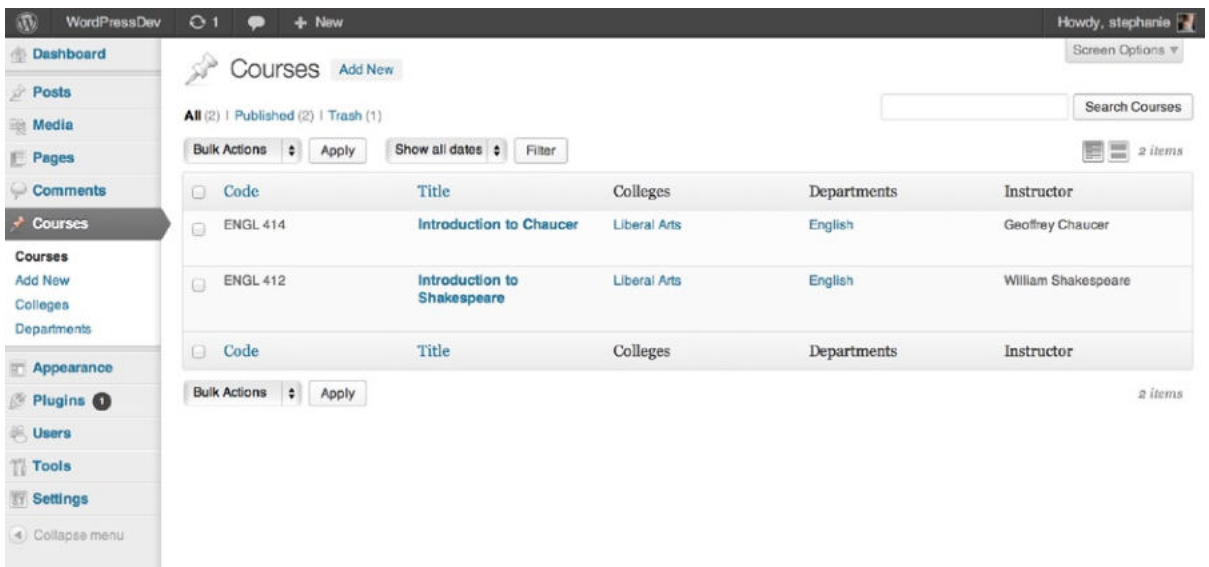 WordPressDev 1 + New Howdy, stephanie
Dashboard
Posts
Media
Pages
Comments
Courses
Courses
Add New
Colleges
Departments
Appearance
Plugins 1
Users
Tools
Settings
Collapse menu
Screen Options
Courses Add New
All (2) | Published (2) | Trash (1)
Search Courses
Bulk Actions Apply Show all dates Filter 2 items
Code Title Colleges Departments Instructor
ENGL 414 Introduction to Chaucer Liberal Arts English Geoffrey Chaucer
ENGL 412 Introduction to Liberal Arts English William Shakespeare
Shakespeare
Code Title Colleges Departments Instructor
Bulk Actions Apply 2 items